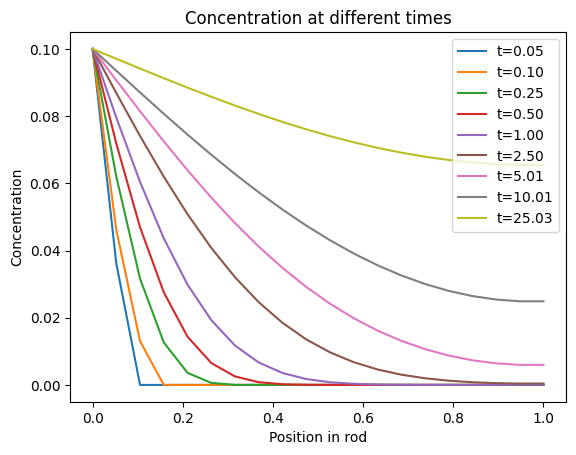 Concentration at different times
Concentration
0.10
0.08
0.06
0.04
0.02
0.00
t=0.05
t=0.10
t=0.25
t=0.50
t=1.00
t=2.50
t=5.01
t=10.01
t=25.03
0.0 0.2 0.4 0.6 0.8 1.0
Position in rod